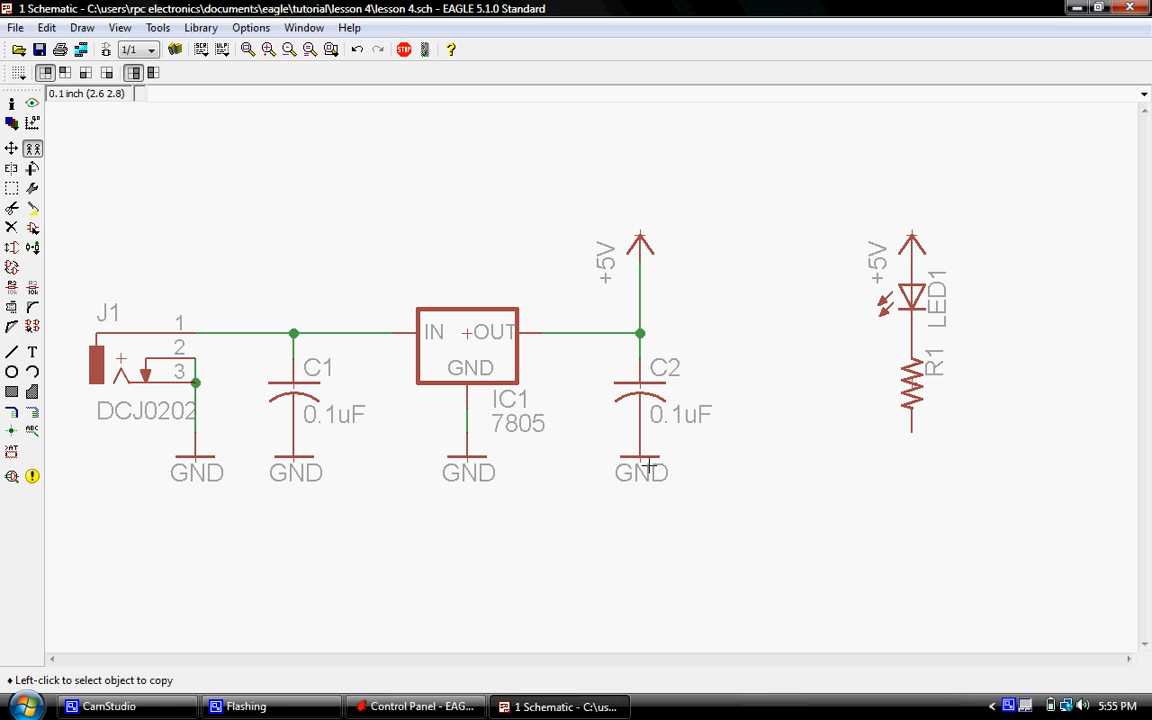 1 Schematic - C:\users\rpc electronics\documents\eagle\tutorial\lesson 4\lesson 4.sch - EAGLE 5.1.0 Standard
File Edit Draw View Tools Library Options Window Help
1/1
0.1 inch (2.6 2.8)
+5V
+5V
LED1
J1
1
2
3
DCJ0202
C1
0.1uF
IN +OUT
GND
IC1
7805
C2
0.1uF
R1
GND
GND
GND
GND
Left-click to select object to copy
CamStudio
Flashing
Control Panel - EAG...
1 Schematic - C:\us...
5:55 PM